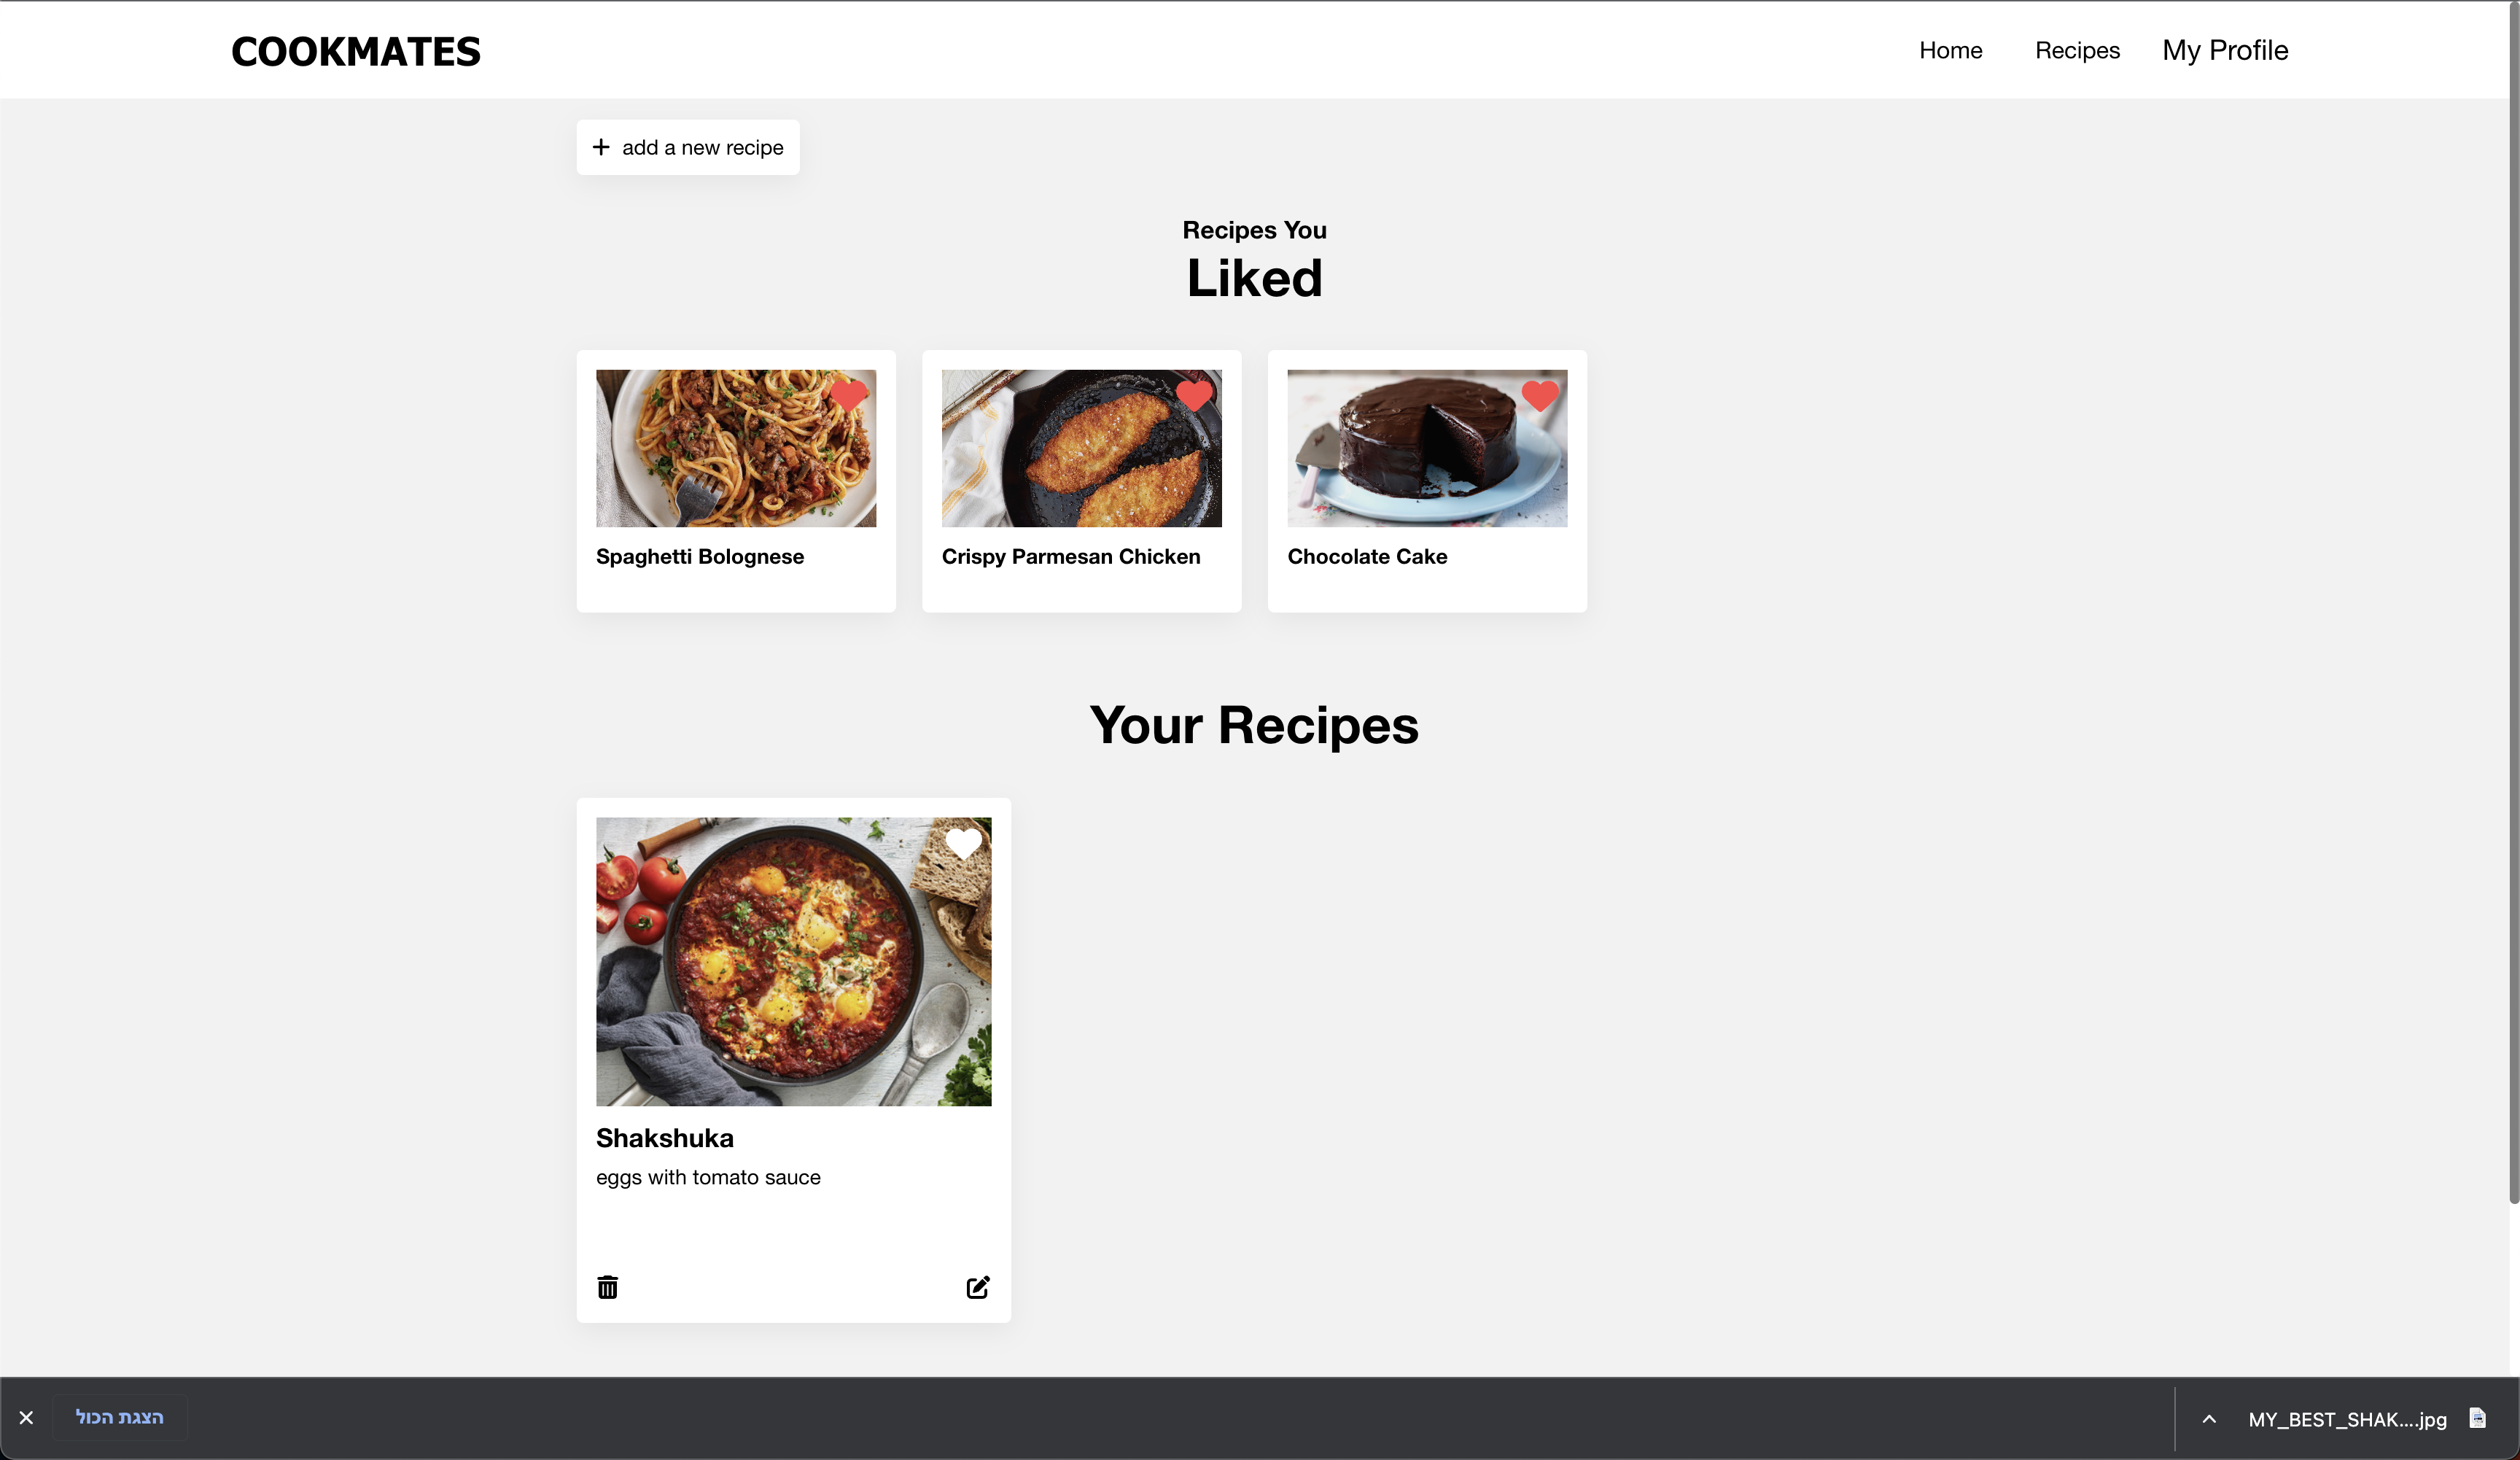 COOKMATES
Home Recipes My Profile
add a new recipe
Recipes You
Liked
Spaghetti Bolognese
Crispy Parmesan Chicken
Chocolate Cake
Your Recipes
Shakshuka
eggs with tomato sauce
הצגת הכול
MY_BEST_SHAK....jpg